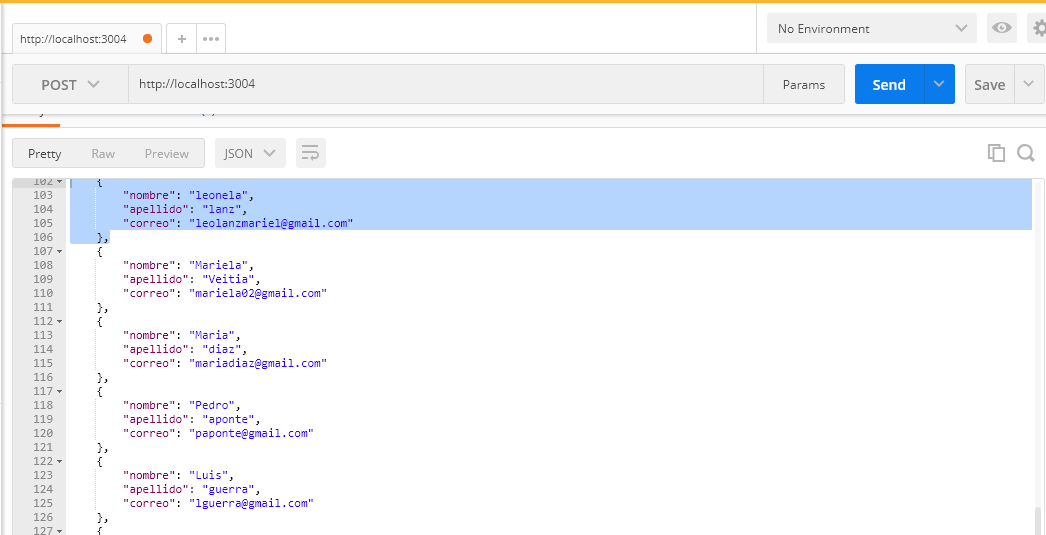 http://localhost:3004
No Environment
POST http://localhost:3004 Params Send Save
Pretty Raw Preview JSON
102 {
103 "nombre": "leonela",
104 "apellido": "lanz",
105 "correo": "leolanzmariel@gmail.com"
106 },
107 {
108 "nombre": "Mariela",
109 "apellido": "Veitia",
110 "correo": "mariela02@gmail.com"
111 },
112 {
113 "nombre": "Maria",
114 "apellido": "diaz",
115 "correo": "mariadiaz@gmail.com"
116 },
117 {
118 "nombre": "Pedro",
119 "apellido": "aponte",
120 "correo": "paponte@gmail.com"
121 },
122 {
123 "nombre": "Luis",
124 "apellido": "guerra",
125 "correo": "lguerra@gmail.com"
126 },
127 {